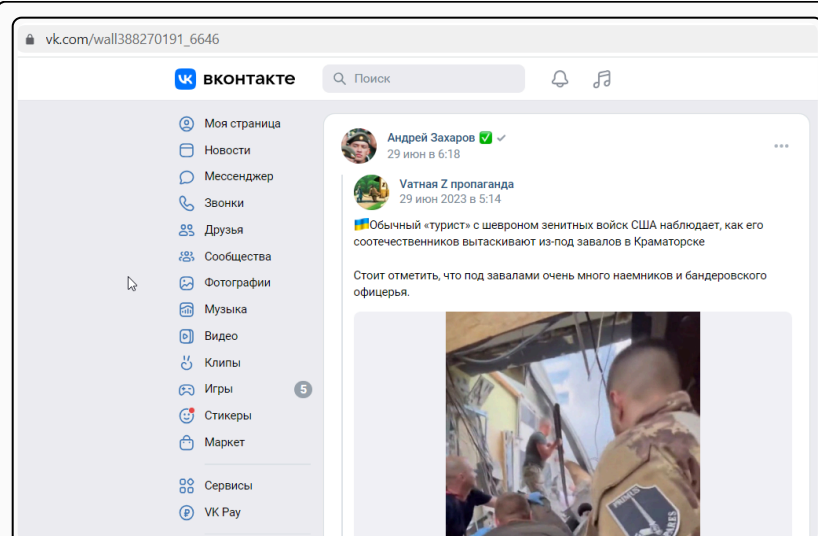 vk.com/wall388270191_6646
вконтакте
Поиск
Моя страница
Новости
Мессенджер
Звонки
Друзья
Сообщества
Фотографии
Музыка
Видео
Клипы
Игры
5
Стикеры
Маркет
Сервисы
VK Pay
Андрей Захаров
29 июн в 6:18
Vатная Z пропаганда
29 июн 2023 в 5:14
Обычный «турист» с шевроном зенитных войск США наблюдает, как его
соотечественников вытаскивают из-под завалов в Краматорске
Стоит отметить, что под завалами очень много наемников и бандеровского
офицерья.
PRIMUS